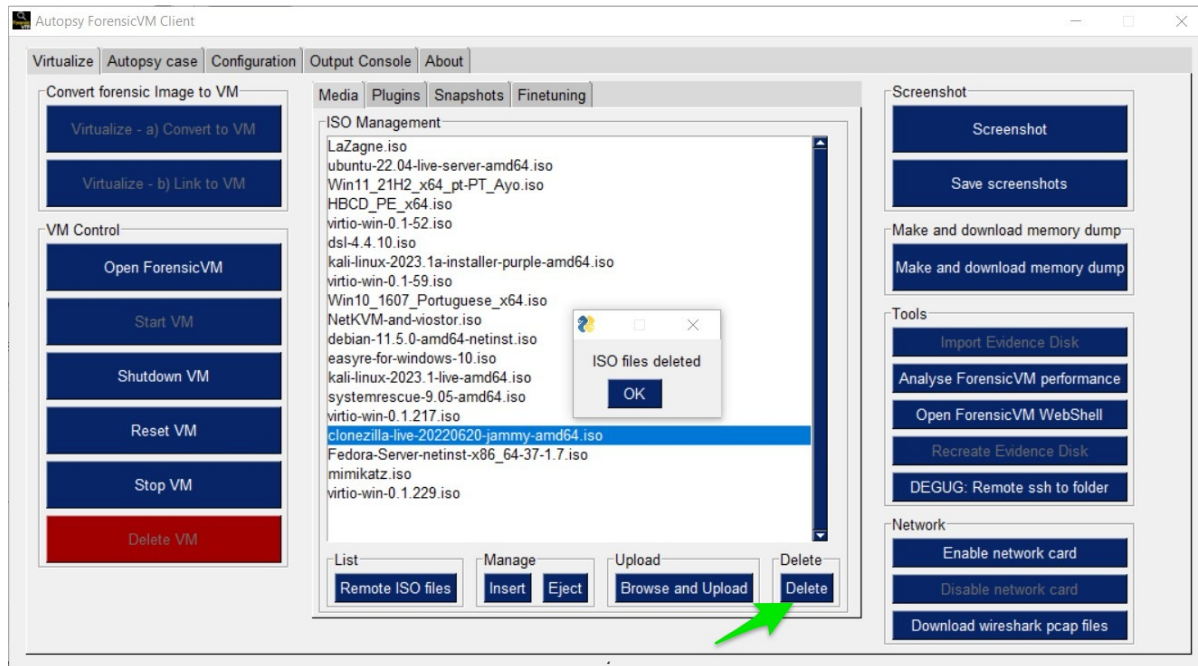 Autopsy ForensicVM Client
Virtualize Autopsy case Configuration Output Console About
Convert forensic Image to VM
Virtualize - a) Convert to VM
Virtualize - b) Link to VM
VM Control
Open ForensicVM
Start VM
Shutdown VM
Reset VM
Stop VM
Delete VM
Media Plugins Snapshots Finetuning
ISO Management
LaZagne.iso
ubuntu-22.04-live-server-amd64.iso
Win11_21H2_x64_pt-PT_Ayo.iso
HBCD_PE_x64.iso
virtio-win-0.1-52.iso
dsl-4.4.10.iso
kali-linux-2023.1a-installer-purple-amd64.iso
virtio-win-0.1-59.iso
Win10_1607_Portuguese_x64.iso
NetKVM-and-viostor.iso
debian-11.5.0-amd64-netinst.iso
easyre-for-windows-10.iso
kali-linux-2023.1-live-amd64.iso
systemrescue-9.05-amd64.iso
virtio-win-0.1.217.iso
clonezilla-live-20220620-jammy-amd64.iso
Fedora-Server-netinst-x86_64-37-1.7.iso
mimikatz.iso
virtio-win-0.1.229.iso
ISO files deleted
OK
List Manage Upload Delete
Remote ISO files Insert Eject Browse and Upload Delete
Screenshot
Screenshot
Save screenshots
Make and download memory dump
Make and download memory dump
Tools
Import Evidence Disk
Analyse ForensicVM performance
Open ForensicVM WebShell
Recreate Evidence Disk
DEGUG: Remote ssh to folder
Network
Enable network card
Disable network card
Download wireshark pcap files